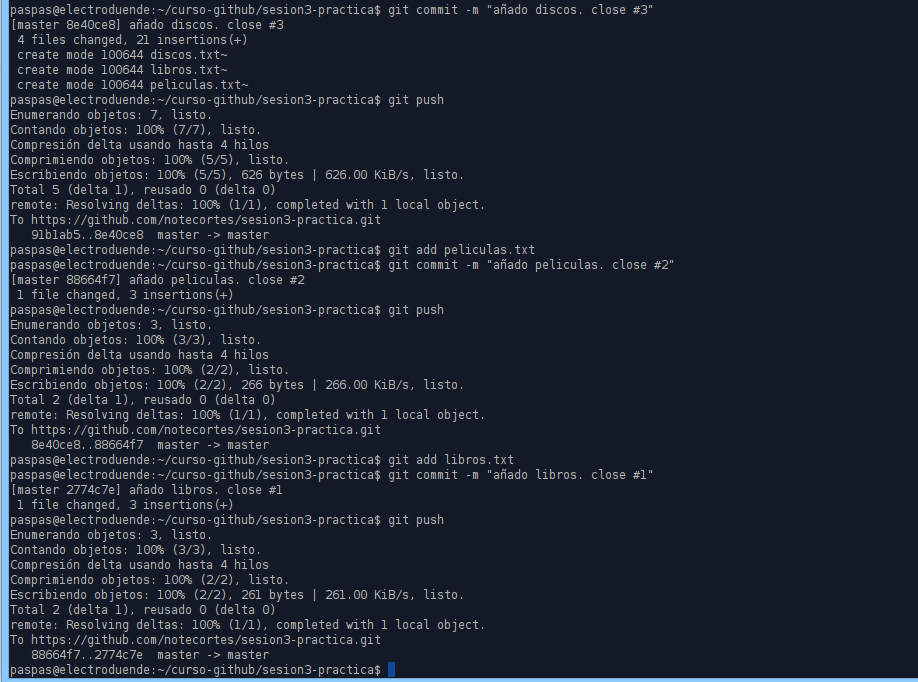 paspas@electroduende:~/curso-github/sesion3-practica$ git commit -m "añado discos. close #3"
[master 8e40ce8] añado discos. close #3
 4 files changed, 21 insertions(+)
 create mode 100644 discos.txt~
 create mode 100644 libros.txt~
 create mode 100644 peliculas.txt~
paspas@electroduende:~/curso-github/sesion3-practica$ git push
Enumerando objetos: 7, listo.
Contando objetos: 100% (7/7), listo.
Compresión delta usando hasta 4 hilos
Comprimiendo objetos: 100% (5/5), listo.
Escribiendo objetos: 100% (5/5), 626 bytes | 626.00 KiB/s, listo.
Total 5 (delta 1), reusado 0 (delta 0)
remote: Resolving deltas: 100% (1/1), completed with 1 local object.
To https://github.com/notecortes/sesion3-practica.git
   91b1ab5..8e40ce8  master -> master
paspas@electroduende:~/curso-github/sesion3-practica$ git add peliculas.txt
paspas@electroduende:~/curso-github/sesion3-practica$ git commit -m "añado peliculas. close #2"
[master 88664f7] añado peliculas. close #2
 1 file changed, 3 insertions(+)
paspas@electroduende:~/curso-github/sesion3-practica$ git push
Enumerando objetos: 3, listo.
Contando objetos: 100% (3/3), listo.
Compresión delta usando hasta 4 hilos
Comprimiendo objetos: 100% (2/2), listo.
Escribiendo objetos: 100% (2/2), 266 bytes | 266.00 KiB/s, listo.
Total 2 (delta 1), reusado 0 (delta 0)
remote: Resolving deltas: 100% (1/1), completed with 1 local object.
To https://github.com/notecortes/sesion3-practica.git
   8e40ce8..88664f7  master -> master
paspas@electroduende:~/curso-github/sesion3-practica$ git add libros.txt
paspas@electroduende:~/curso-github/sesion3-practica$ git commit -m "añado libros. close #1"
[master 2774c7e] añado libros. close #1
 1 file changed, 3 insertions(+)
paspas@electroduende:~/curso-github/sesion3-practica$ git push
Enumerando objetos: 3, listo.
Contando objetos: 100% (3/3), listo.
Compresión delta usando hasta 4 hilos
Comprimiendo objetos: 100% (2/2), listo.
Escribiendo objetos: 100% (2/2), 261 bytes | 261.00 KiB/s, listo.
Total 2 (delta 1), reusado 0 (delta 0)
remote: Resolving deltas: 100% (1/1), completed with 1 local object.
To https://github.com/notecortes/sesion3-practica.git
   88664f7..2774c7e  master -> master
paspas@electroduende:~/curso-github/sesion3-practica$